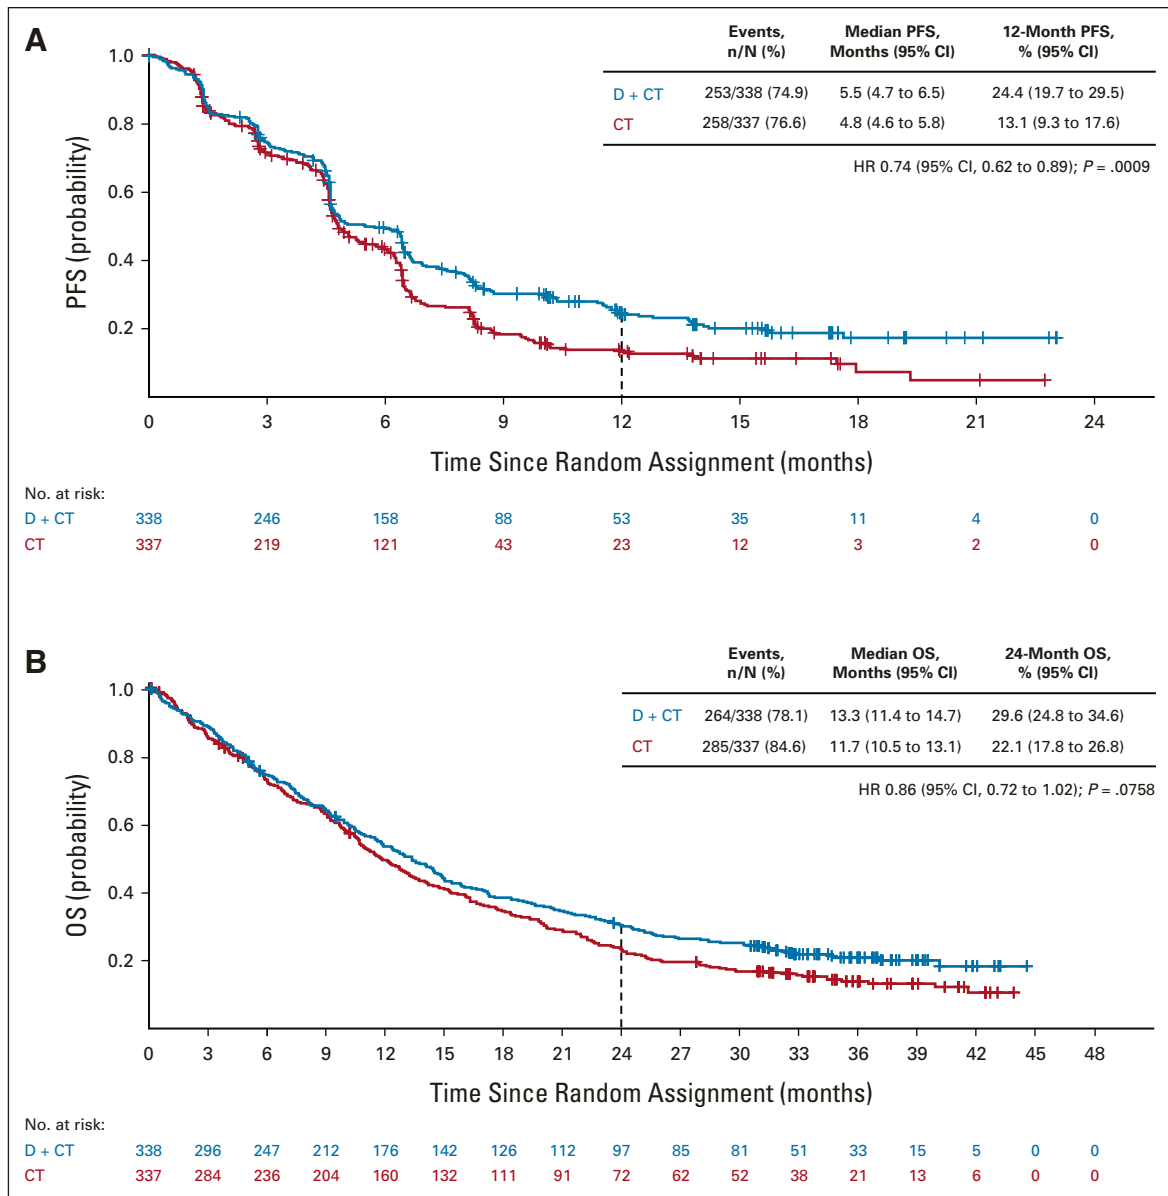 A
Events, Median PFS, 12-Month PFS,
n/N (%) Months (95% CI) % (95% CI)
D + CT 253/338 (74.9) 5.5 (4.7 to 6.5) 24.4 (19.7 to 29.5)
CT 258/337 (76.6) 4.8 (4.6 to 5.8) 13.1 (9.3 to 17.6)
HR 0.74 (95% CI, 0.62 to 0.89); P = .0009
PFS (probability)
1.0
0.8
0.6
0.4
0.2
0 3 6 9 12 15 18 21 24
Time Since Random Assignment (months)
No. at risk:
D + CT 338 246 158 88 53 35 11 4 0
CT 337 219 121 43 23 12 3 2 0
B
Events, Median OS, 24-Month OS,
n/N (%) Months (95% CI) % (95% CI)
D + CT 264/338 (78.1) 13.3 (11.4 to 14.7) 29.6 (24.8 to 34.6)
CT 285/337 (84.6) 11.7 (10.5 to 13.1) 22.1 (17.8 to 26.8)
HR 0.86 (95% CI, 0.72 to 1.02); P = .0758
OS (probability)
1.0
0.8
0.6
0.4
0.2
0 3 6 9 12 15 18 21 24 27 30 33 36 39 42 45 48
Time Since Random Assignment (months)
No. at risk:
D + CT 338 296 247 212 176 142 126 112 97 85 81 51 33 15 5 0 0
CT 337 284 236 204 160 132 111 91 72 62 52 38 21 13 6 0 0